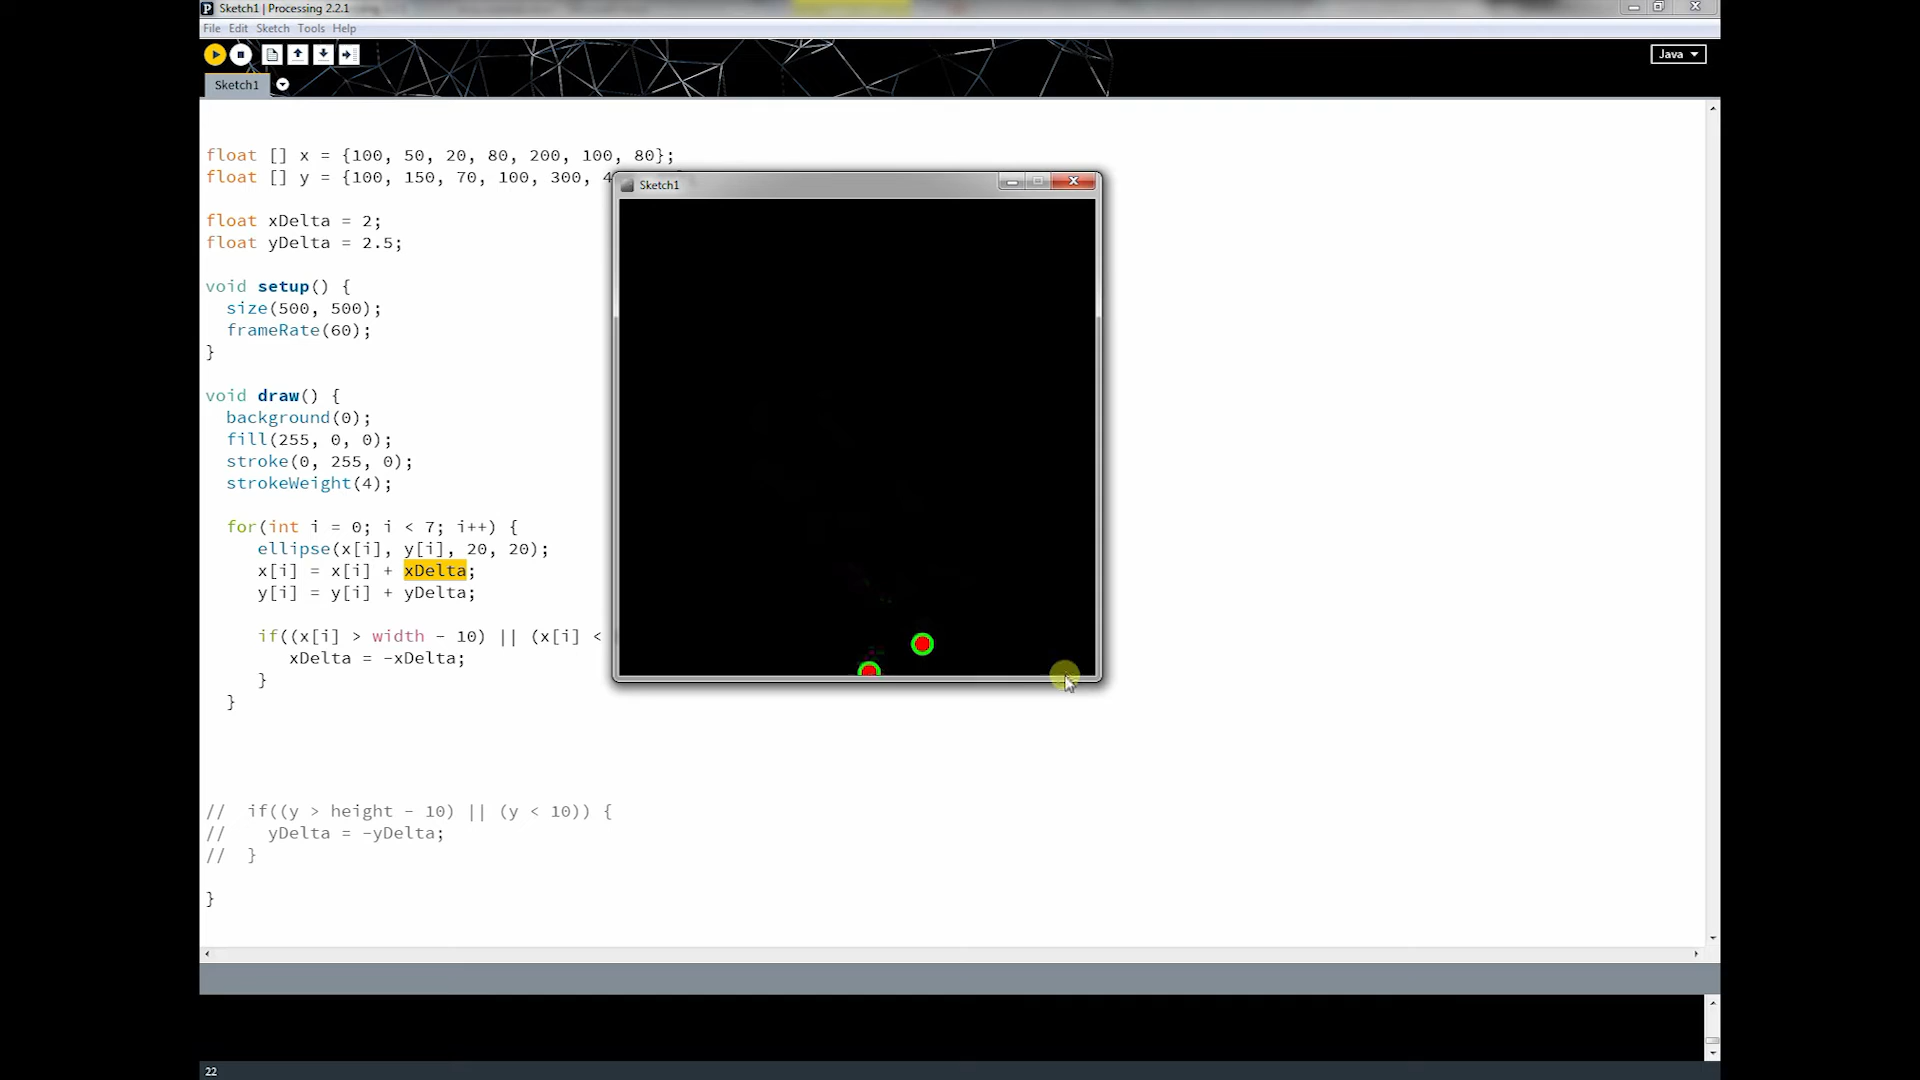 Sketch1 | Processing 2.2.1
File Edit Sketch Tools Help
Java
Sketch1
float [] x = {100, 50, 20, 80, 200, 100, 80};
float [] y = {100, 150, 70, 100, 300, 4
Sketch1
float xDelta = 2;
float yDelta = 2.5;
void setup() {
size(500, 500);
frameRate(60);
}
void draw() {
background(0);
fill(255, 0, 0);
stroke(0, 255, 0);
strokeWeight(4);
for(int i = 0; i < 7; i++) {
ellipse(x[i], y[i], 20, 20);
x[i] = x[i] + xDelta;
y[i] = y[i] + yDelta;
if((x[i] > width - 10) || (x[i] <
xDelta = -xDelta;
}
}
// if((y > height - 10) || (y < 10)) {
// yDelta = -yDelta;
// }
}
22